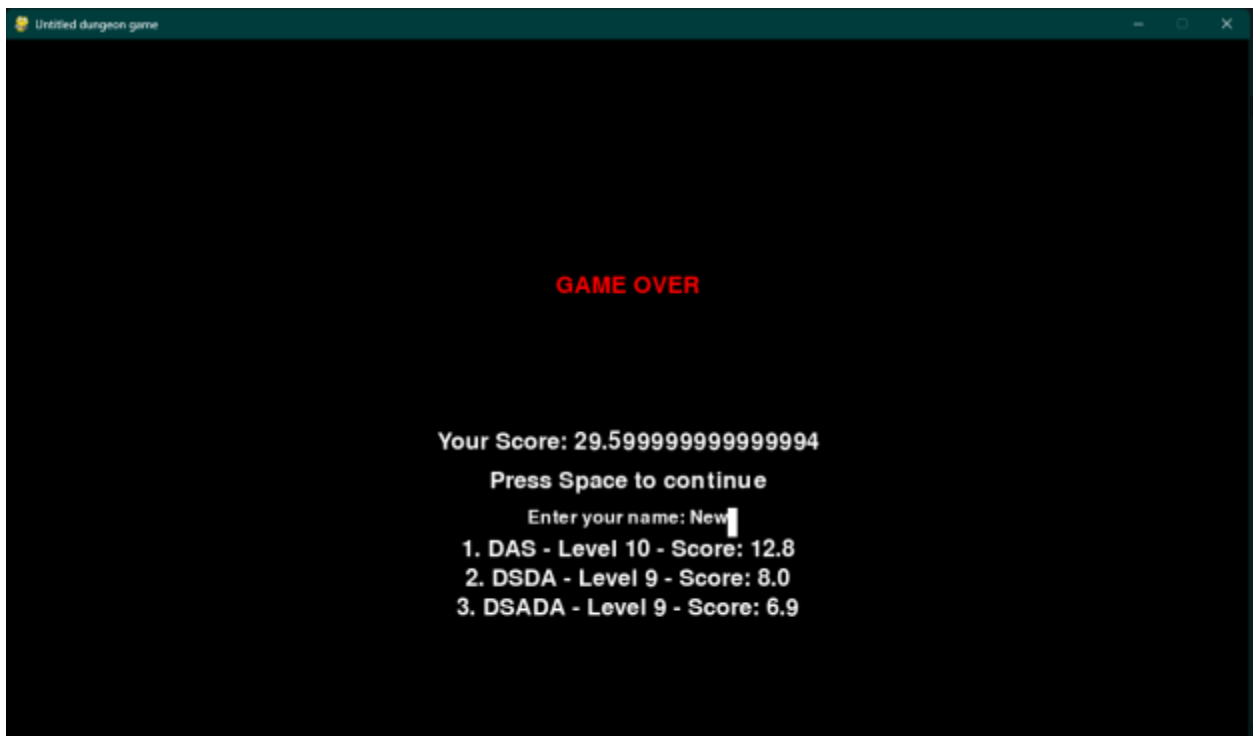 Untitled dungeon game
GAME OVER
Your Score: 29.599999999999994
Press Space to continue
Enter your name: New
1. DAS - Level 10 - Score: 12.8
2. DSDA - Level 9 - Score: 8.0
3. DSADA - Level 9 - Score: 6.9